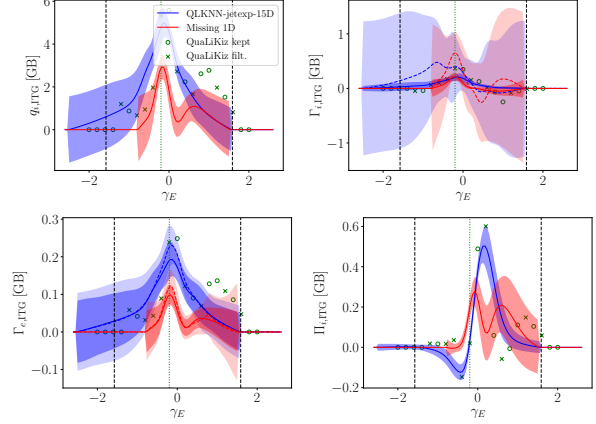 6
4
2
0
q_{i,ITG} [GB]
−2
0
2
γ_E
QLKNN-jetexp-15D
Missing 1D
QuaLiKiz kept
QuaLiKiz filt.
1
0
−1
Γ_{i,ITG} [GB]
−2
0
2
γ_E
0.3
0.2
0.1
0.0
−0.1
Γ_{e,ITG} [GB]
−2
0
2
γ_E
0.6
0.4
0.2
0.0
−0.2
Π_{i,ITG} [GB]
−2
0
2
γ_E